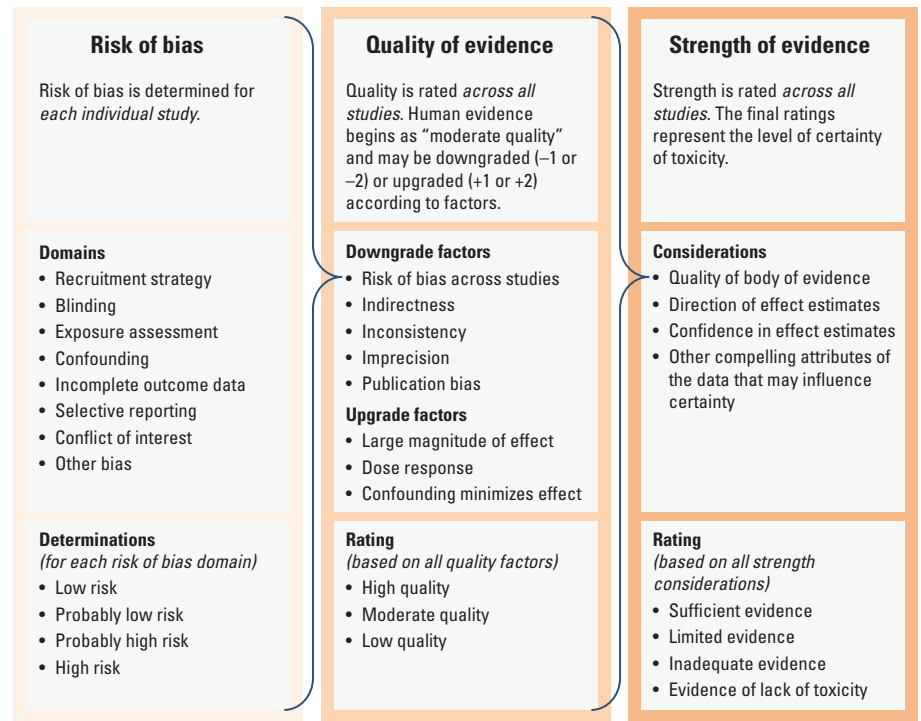 Risk of bias
Risk of bias is determined for
each individual study.
Domains
• Recruitment strategy
• Blinding
• Exposure assessment
• Confounding
• Incomplete outcome data
• Selective reporting
• Conflict of interest
• Other bias
Determinations
(for each risk of bias domain)
• Low risk
• Probably low risk
• Probably high risk
• High risk
Quality of evidence
Quality is rated across all
studies. Human evidence
begins as “moderate quality”
and may be downgraded (–1 or
–2) or upgraded (+1 or +2)
according to factors.
Downgrade factors
• Risk of bias across studies
• Indirectness
• Inconsistency
• Imprecision
• Publication bias
Upgrade factors
• Large magnitude of effect
• Dose response
• Confounding minimizes effect
Rating
(based on all quality factors)
• High quality
• Moderate quality
• Low quality
Strength of evidence
Strength is rated across all
studies. The final ratings
represent the level of certainty
of toxicity.
Considerations
• Quality of body of evidence
• Direction of effect estimates
• Confidence in effect estimates
• Other compelling attributes of
the data that may influence
certainty
Rating
(based on all strength
considerations)
• Sufficient evidence
• Limited evidence
• Inadequate evidence
• Evidence of lack of toxicity